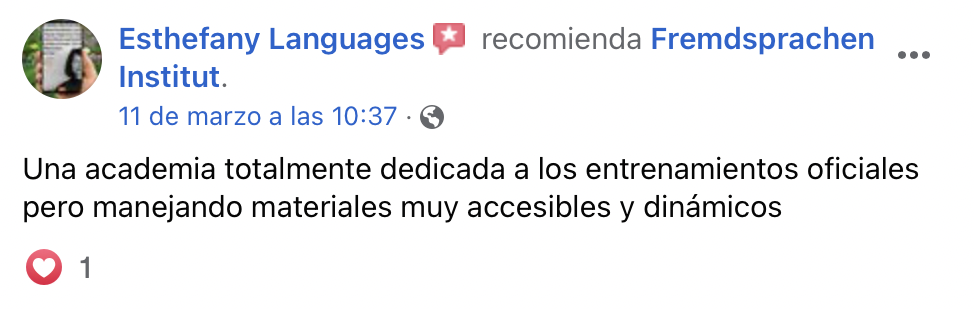 Esthefany Languages recomienda Fremdsprachen
Institut.
11 de marzo a las 10:37 ·
Una academia totalmente dedicada a los entrenamientos oficiales
pero manejando materiales muy accesibles y dinámicos
1